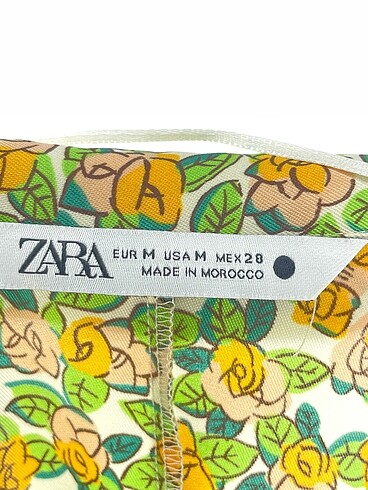 ZARA
EUR M USA M MEX 28
MADE IN MOROCCO